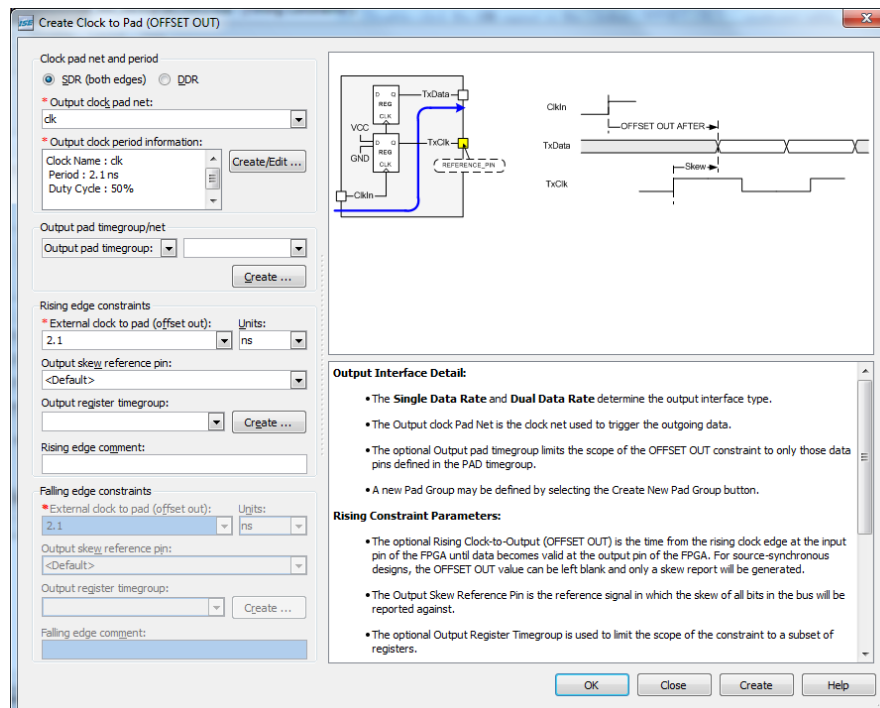 ISE Create Clock to Pad (OFFSET OUT)
Clock pad net and period
SDR (both edges) DDR
* Output clock pad net:
clk
* Output clock period information:
Clock Name : clk
Period : 2.1 ns
Duty Cycle : 50%
Create/Edit ...
Output pad timegroup/net
Output pad timegroup:
Create ...
Rising edge constraints
* External clock to pad (offset out): Units:
2.1 ns
Output skew reference pin:
<Default>
Output register timegroup:
Create ...
Rising edge comment:
Falling edge constraints
* External clock to pad (offset out): Units:
2.1 ns
Output skew reference pin:
<Default>
Output register timegroup:
Create ...
Falling edge comment:
D Q
REG
CLK
TxData
VCC
GND
D Q
REG
CLK
TxClk
REFERENCE_PIN
ClkIn
ClkIn
OFFSET OUT AFTER
TxData
Skew
TxClk
Output Interface Detail:
• The Single Data Rate and Dual Data Rate determine the output interface type.
• The Output clock Pad Net is the clock net used to trigger the outgoing data.
• The optional Output pad timegroup limits the scope of the OFFSET OUT constraint to only those data
pins defined in the PAD timegroup.
• A new Pad Group may be defined by selecting the Create New Pad Group button.
Rising Constraint Parameters:
• The optional Rising Clock-to-Output (OFFSET OUT) is the time from the rising clock edge at the input
pin of the FPGA until data becomes valid at the output pin of the FPGA. For source-synchronous
designs, the OFFSET OUT value can be left blank and only a skew report will be generated.
• The Output Skew Reference Pin is the reference signal in which the skew of all bits in the bus will be
reported against.
• The optional Output Register Timegroup is used to limit the scope of the constraint to a subset of
registers.
OK Close Create Help